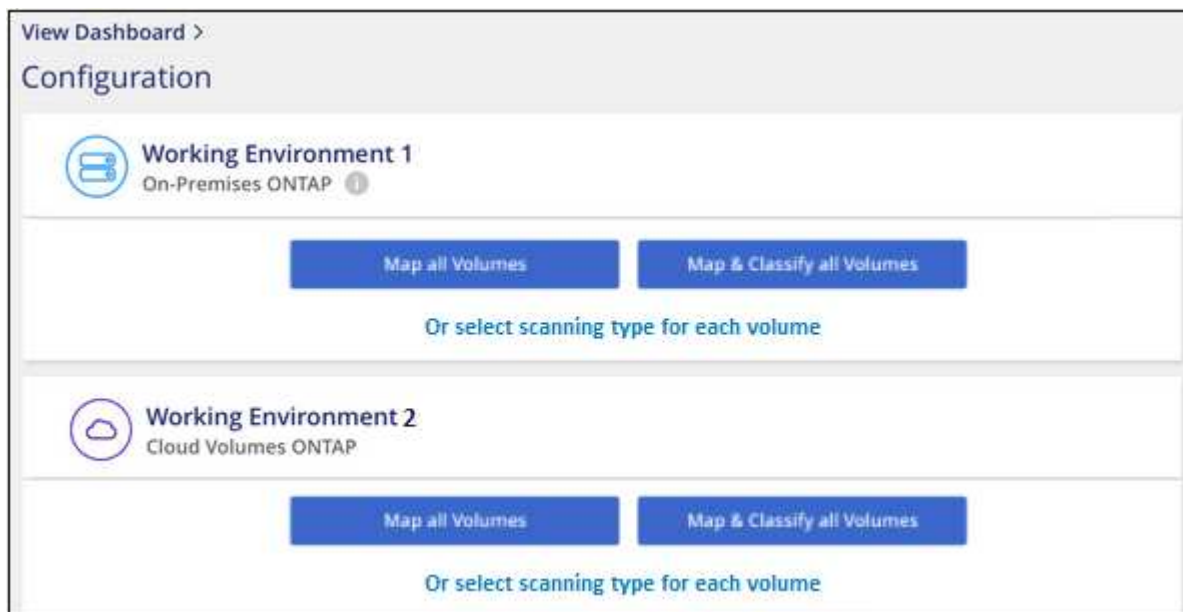 View Dashboard >
Configuration
Working Environment 1
On-Premises ONTAP i
Map all Volumes Map & Classify all Volumes
Or select scanning type for each volume
Working Environment 2
Cloud Volumes ONTAP
Map all Volumes Map & Classify all Volumes
Or select scanning type for each volume